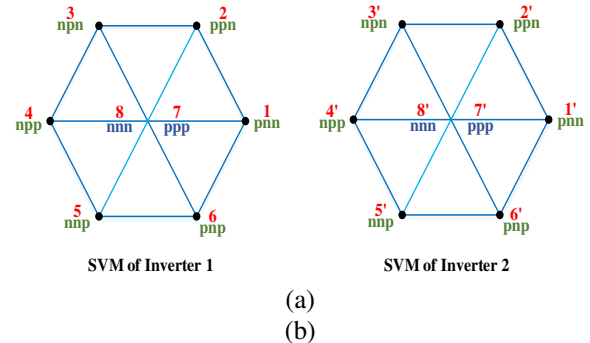 3
npn
2
ppn
4
npp
8
nnn
7
ppp
1
pnn
5
nnp
6
pnp
SVM of Inverter 1
3'
npn
2'
ppn
4'
npp
8'
nnn
7'
ppp
1'
pnn
5'
nnp
6'
pnp
SVM of Inverter 2
(a)
(b)